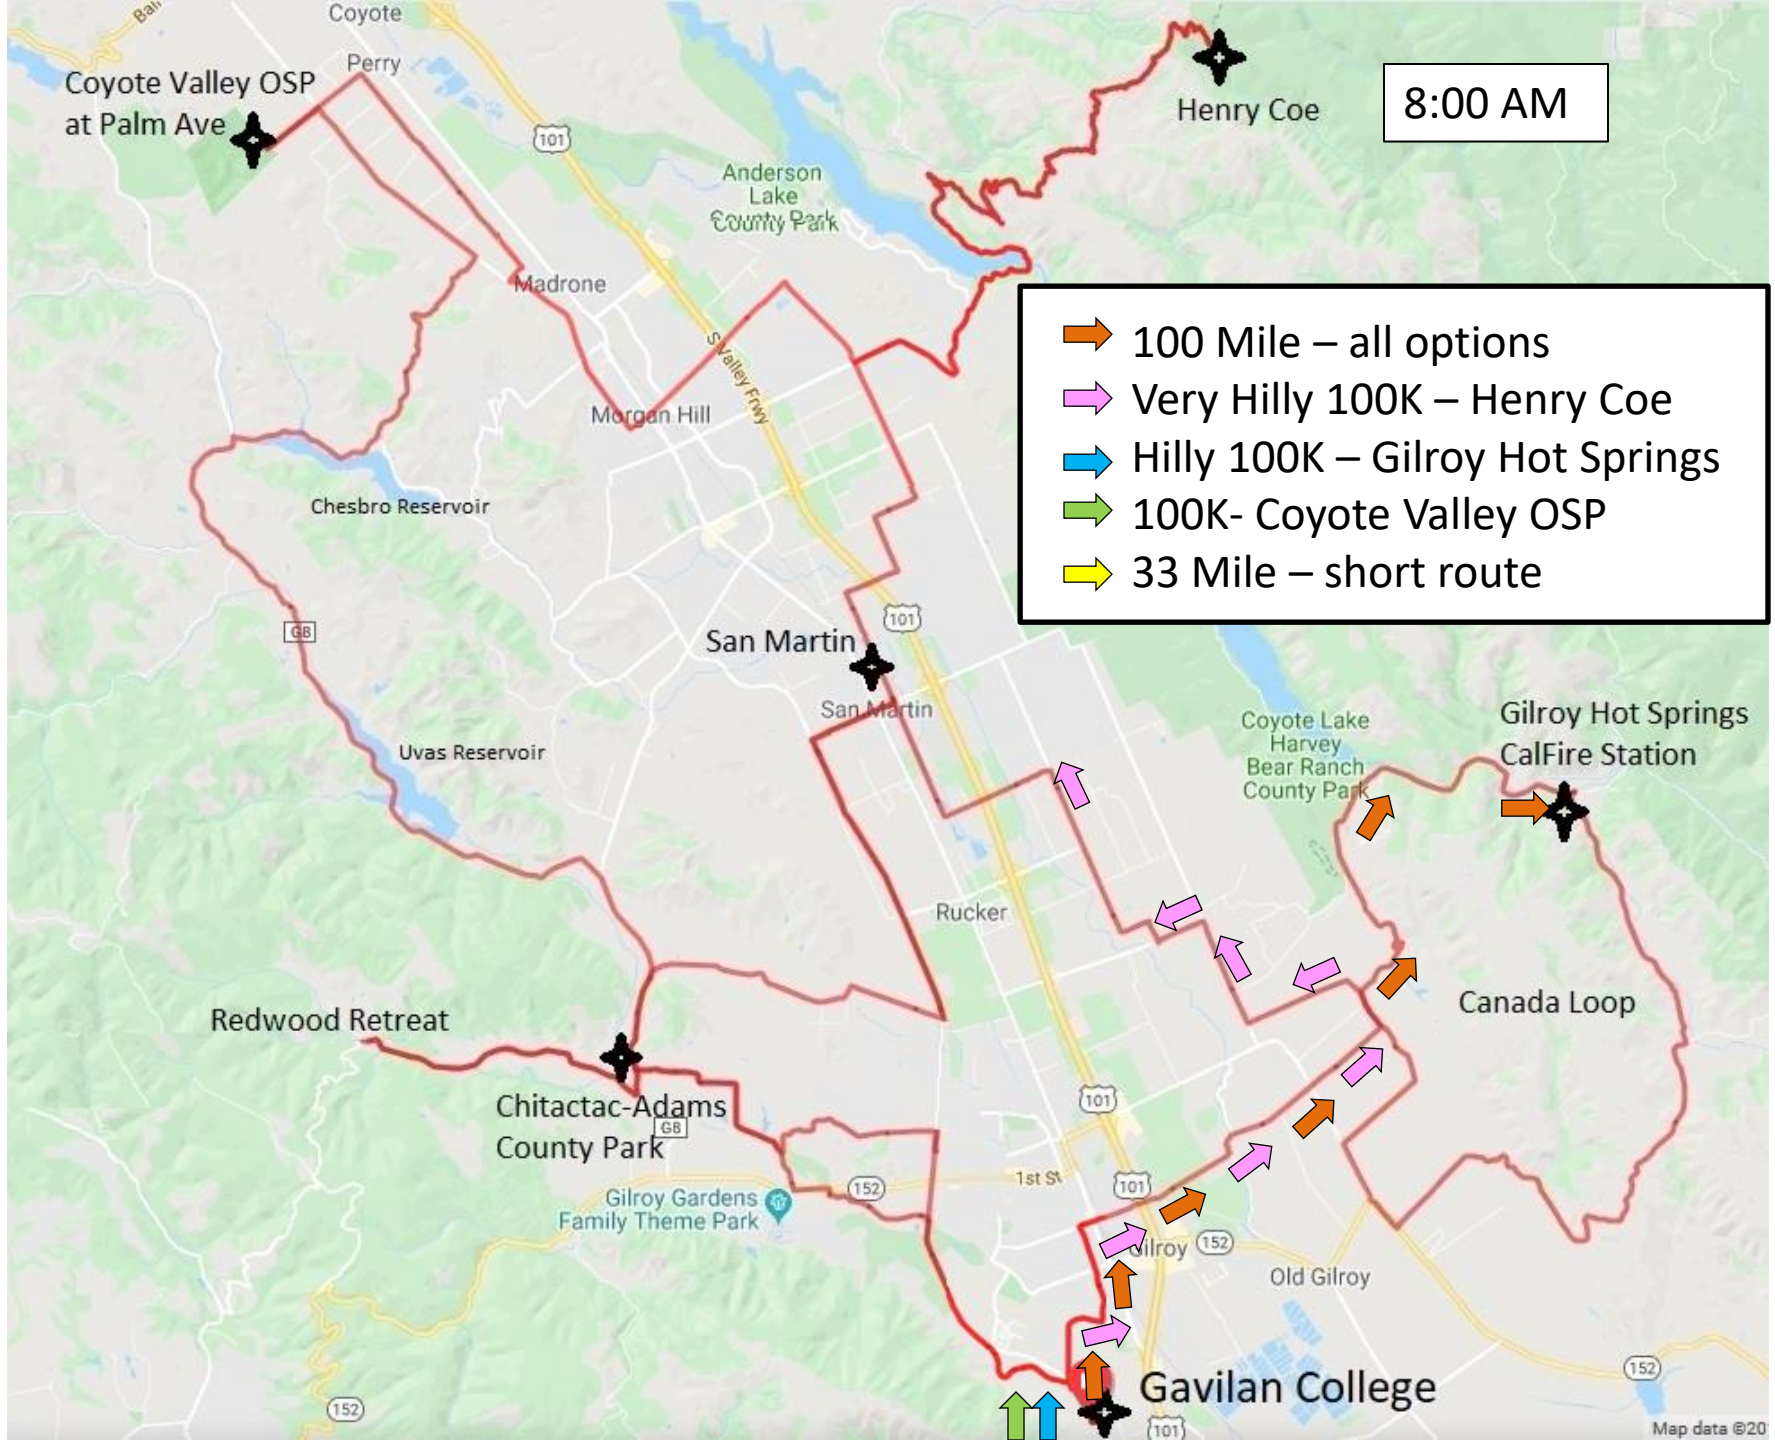 Coyote
Bai
Perry
Coyote Valley OSP
at Palm Ave
101
Henry Coe
8:00 AM
Anderson
Lake
County Park
Madrone
S Valley Frwy
Morgan Hill
100 Mile – all options
Very Hilly 100K – Henry Coe
Hilly 100K – Gilroy Hot Springs
100K- Coyote Valley OSP
33 Mile – short route
Chesbro Reservoir
G8
101
San Martin
San Martin
Uvas Reservoir
Coyote Lake
Harvey
Bear Ranch
County Park
Gilroy Hot Springs
CalFire Station
Rucker
Redwood Retreat
Canada Loop
Chitactac-Adams
County Park
G8
101
1st St
152
101
Gilroy Gardens
Family Theme Park
Gilroy
152
Old Gilroy
152
Gavilan College
152
101
Map data ©20